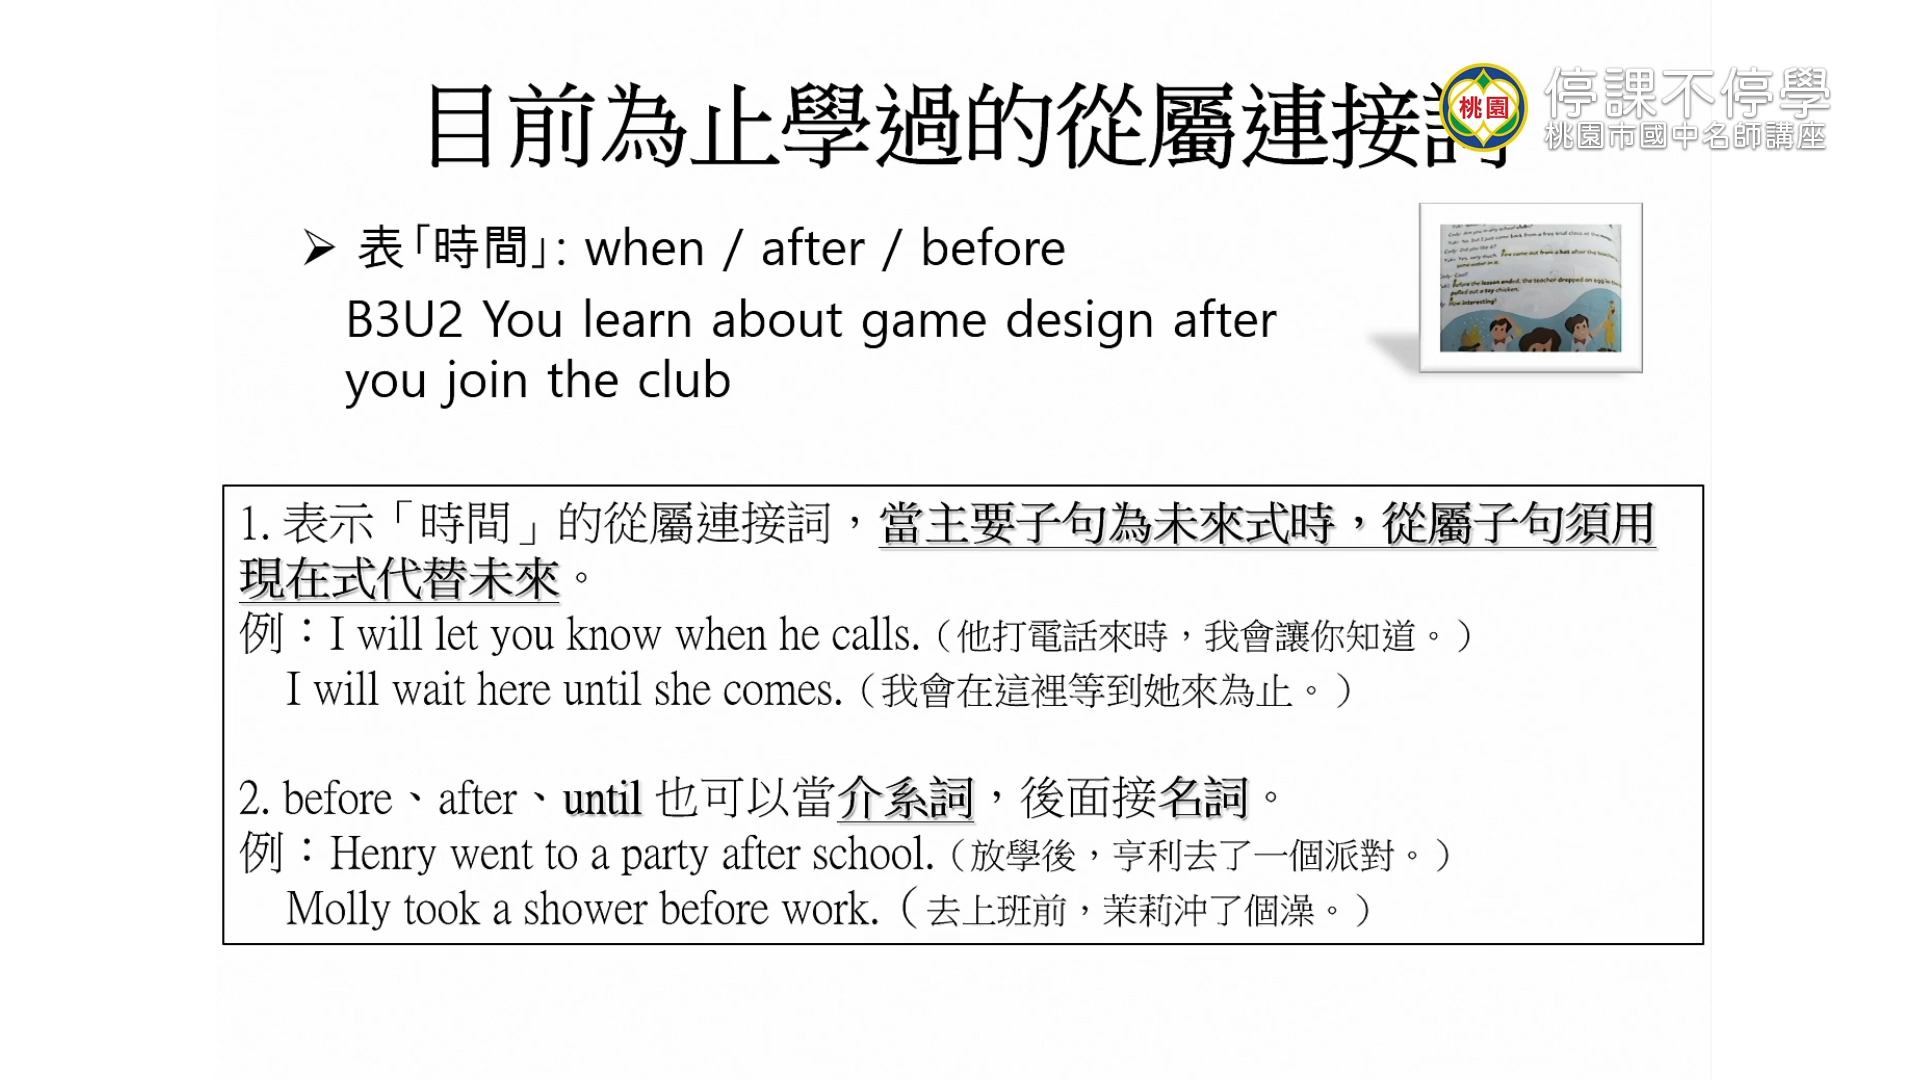 目前為止學過的從屬連接詞
桃園
停課不停學
桃園市國中名師講座
➢ 表「時間」: when / after / before
B3U2 You learn about game design after
you join the club
1. 表示「時間」的從屬連接詞，當主要子句為未來式時，從屬子句須用
現在式代替未來。
例：I will let you know when he calls.（他打電話來時，我會讓你知道。）
I will wait here until she comes.（我會在這裡等到她來為止。）
2. before、after、until 也可以當介系詞，後面接名詞。
例：Henry went to a party after school.（放學後，亨利去了一個派對。）
Molly took a shower before work.（去上班前，茉莉沖了個澡。）